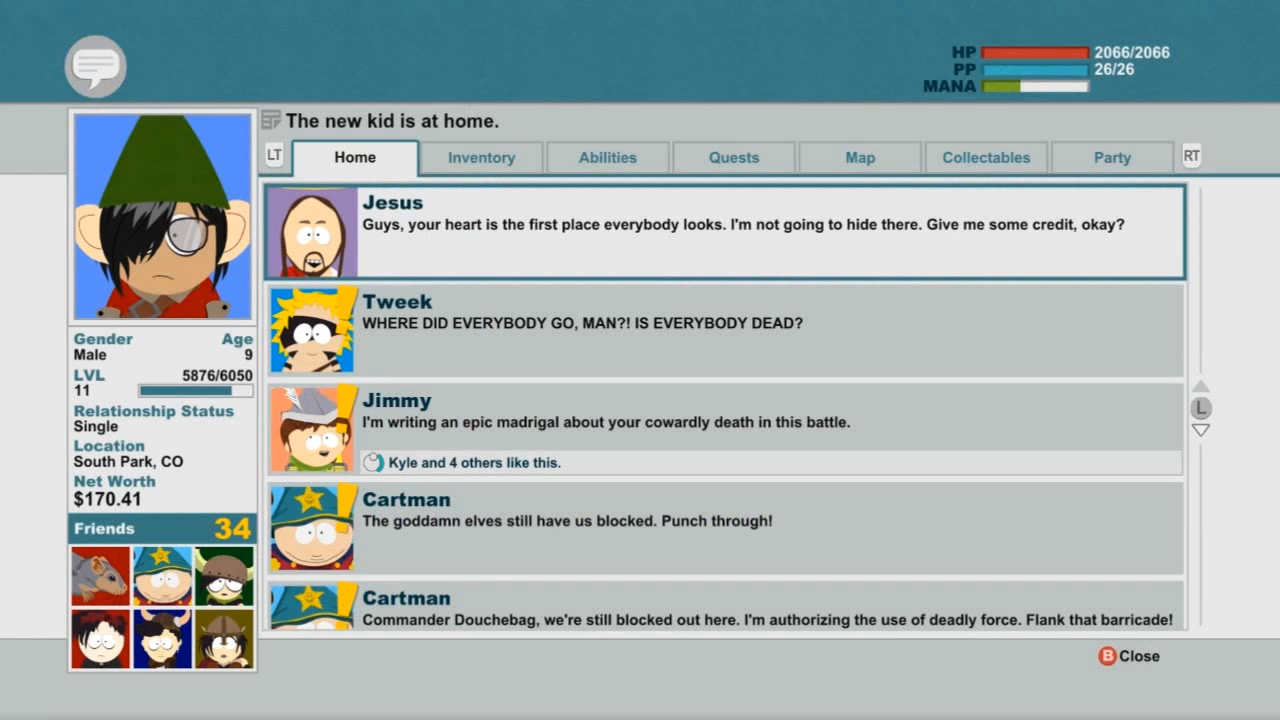 HP 2066/2066
PP 26/26
MANA
The new kid is at home.
LT Home Inventory Abilities Quests Map Collectables Party RT
Jesus
Guys, your heart is the first place everybody looks. I'm not going to hide there. Give me some credit, okay?
Tweek
WHERE DID EVERYBODY GO, MAN?! IS EVERYBODY DEAD?
Jimmy
I'm writing an epic madrigal about your cowardly death in this battle.
Kyle and 4 others like this.
Cartman
The goddamn elves still have us blocked. Punch through!
Cartman
Commander Douchebag, we're still blocked out here. I'm authorizing the use of deadly force. Flank that barricade!
Gender Age
Male 9
LVL 5876/6050
11
Relationship Status
Single
Location
South Park, CO
Net Worth
$170.41
Friends 34
L
B Close